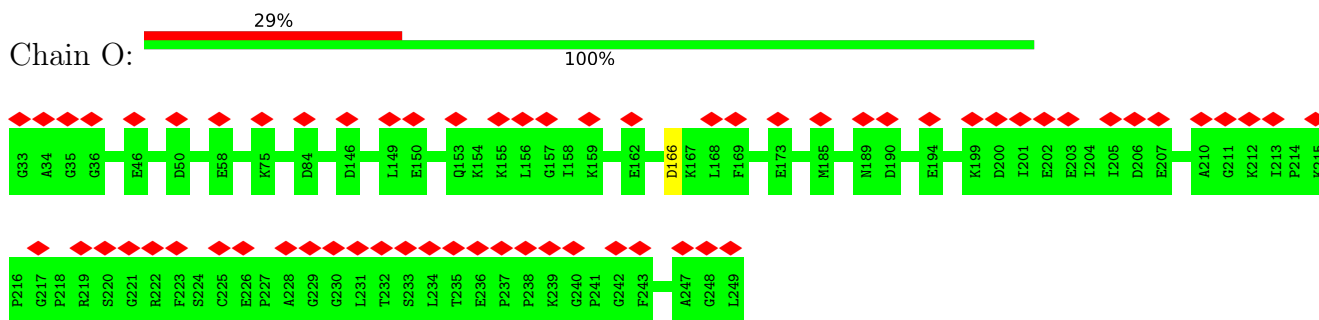 29%
Chain O:
100%
G33 A34 G35 G36 E46 D50 E58 K75 D84 D146 L149 E150 Q153 K154 K155 L156 G157 I158 K159 E162 D166 K167 L168 F169 E173 M185 N189 D190 E194 K199 D200 I201 E202 E203 I204 I205 D206 E207 A210 G211 K212 I213 P214 K215
P216 G217 P218 R219 S220 G221 R222 F223 S224 C225 E226 P227 A228 G229 G230 L231 T232 S233 L234 T235 E236 P237 P238 K239 G240 P241 G242 F243 A247 G248 L249